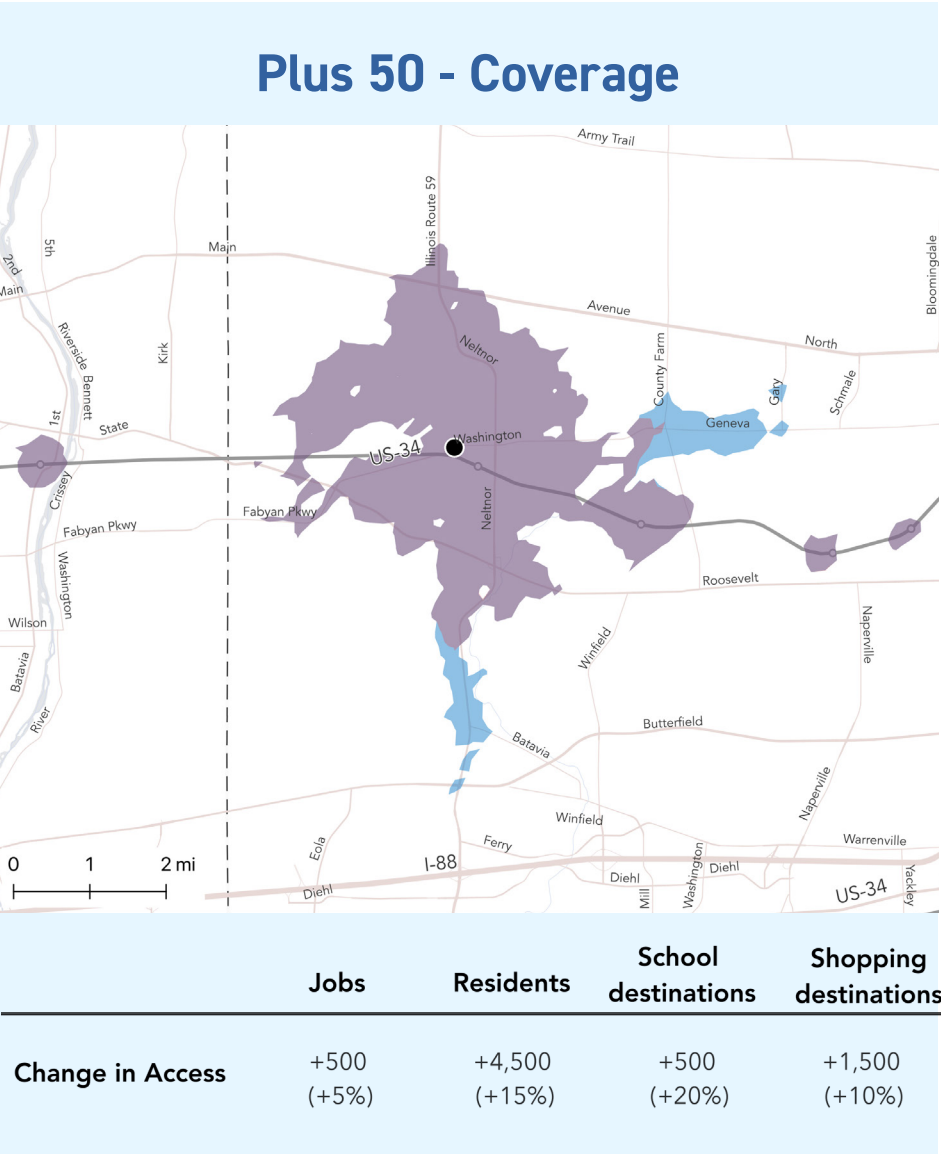 Plus 50 - Coverage
Army Trail
Illinois Route 59
5th
Main
2nd
Main
Bloomingdale
Avenue
North
Riverside
Kirk
Neltnor
County Farm
Bennett
Gary
Schmale
1st
State
Geneva
Washington
US-34
Crissey
Neltnor
Fabyan Pkwy
Fabyan Pkwy
Washington
Roosevelt
Wilson
Naperville
Winfield
Batavia
River
Butterfield
Batavia
Naperville
Winfield
Eola
Ferry
Warrenville
0 1 2 mi
I-88
Washington
Diehl
Diehl
Diehl
Mill
US-34
Yackley
Jobs
Residents
School
destinations
Shopping
destinations
Change in Access
+500
(+5%)
+4,500
(+15%)
+500
(+20%)
+1,500
(+10%)